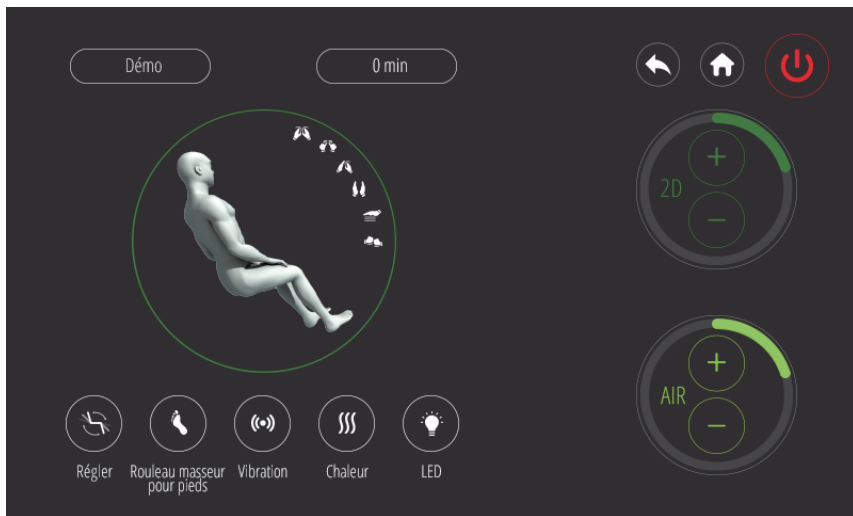 Démo
0 min
2D
AIR
Régler
Rouleau masseur
pour pieds
Vibration
Chaleur
LED